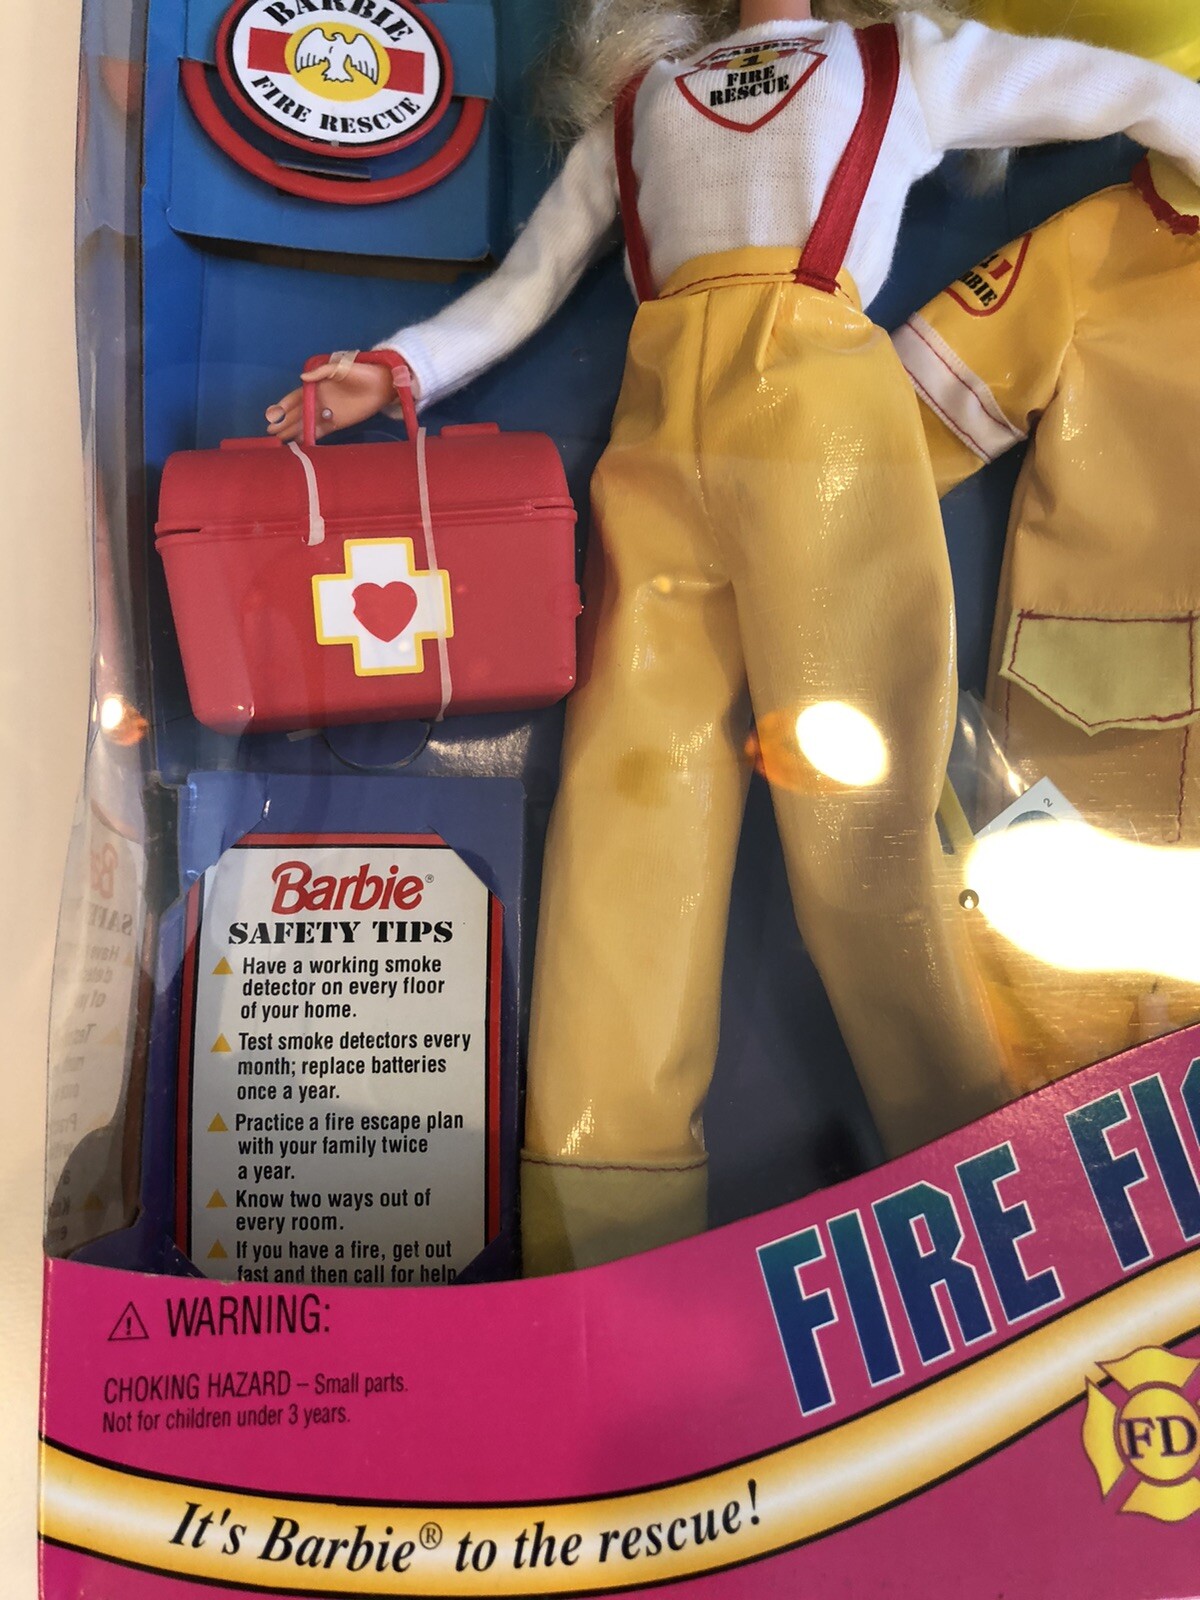 BARBIE
FIRE RESCUE
BARBIE
1
FIRE
RESCUE
1
2
Barbie®
SAFETY TIPS
Have a working smoke
detector on every floor
of your home.
Test smoke detectors every
month; replace batteries
once a year.
Practice a fire escape plan
with your family twice
a year.
Know two ways out of
every room.
If you have a fire, get out
fast and then call for help
FIRE
⚠ WARNING:
CHOKING HAZARD – Small parts.
Not for children under 3 years.
FD
It's Barbie® to the rescue!